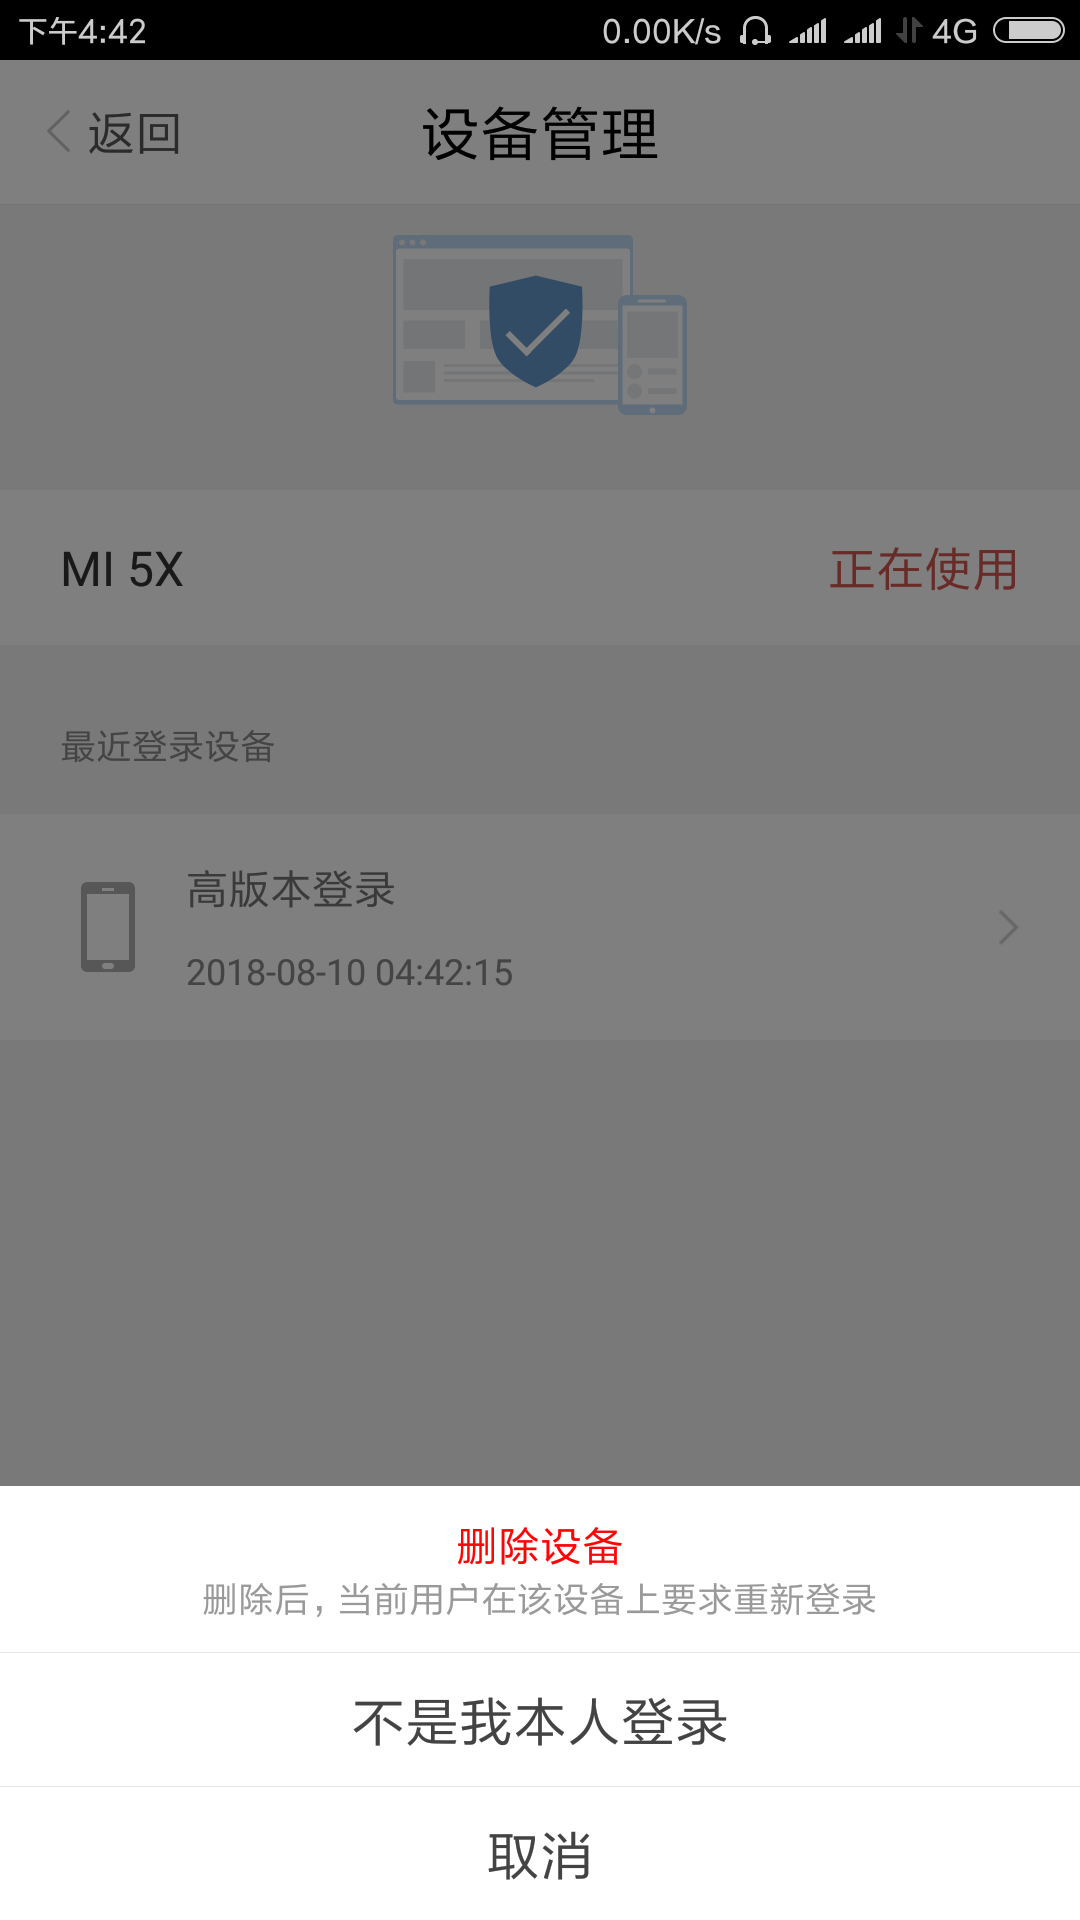 下午4:42 0.00K/s 4G
返回 设备管理
MI 5X 正在使用
最近登录设备
高版本登录
2018-08-10 04:42:15
删除设备
删除后，当前用户在该设备上要求重新登录
不是我本人登录
取消